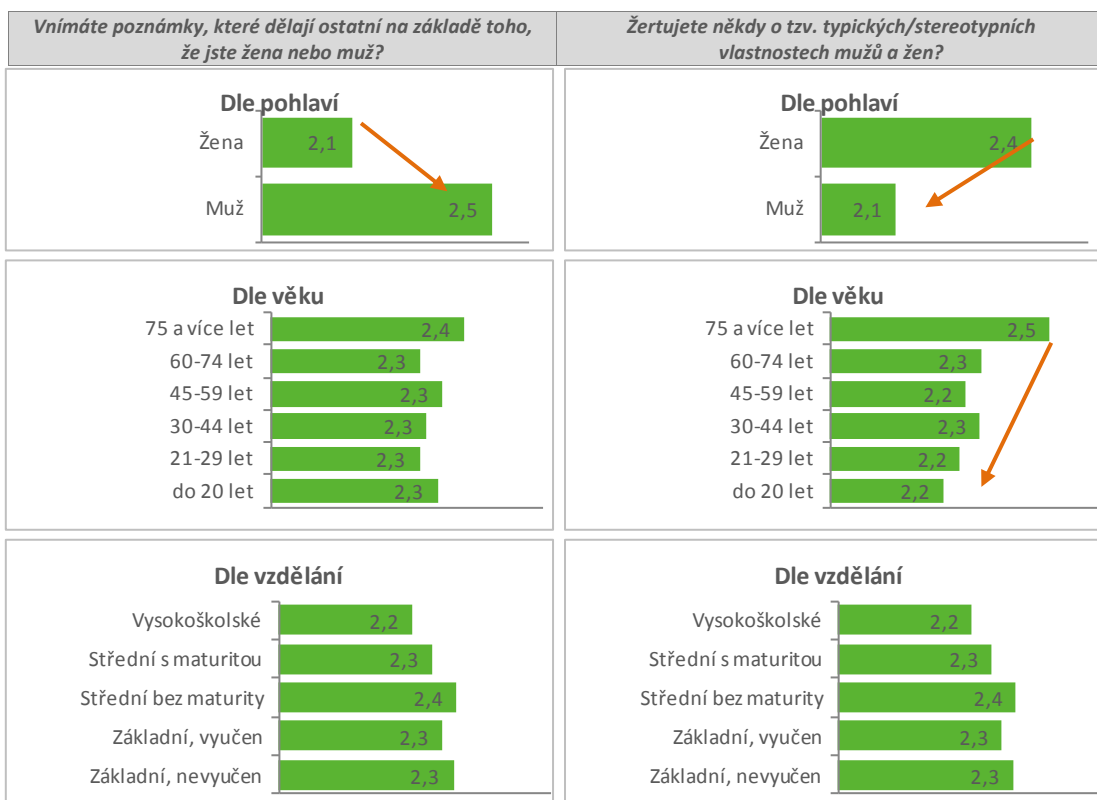 Vnímáte poznámky, které dělají ostatní na základě toho,
že jste žena nebo muž?
Žertujete někdy o tzv. typických/stereotypních
vlastnostech mužů a žen?
Dle pohlaví
Žena 2,1
Muž 2,5
Dle pohlaví
Žena 2,4
Muž 2,1
Dle věku
75 a více let 2,4
60-74 let 2,3
45-59 let 2,3
30-44 let 2,3
21-29 let 2,3
do 20 let 2,3
Dle věku
75 a více let 2,5
60-74 let 2,3
45-59 let 2,2
30-44 let 2,3
21-29 let 2,2
do 20 let 2,2
Dle vzdělání
Vysokoškolské 2,2
Střední s maturitou 2,3
Střední bez maturity 2,4
Základní, vyučen 2,3
Základní, nevyučen 2,3
Dle vzdělání
Vysokoškolské 2,2
Střední s maturitou 2,3
Střední bez maturity 2,4
Základní, vyučen 2,3
Základní, nevyučen 2,3